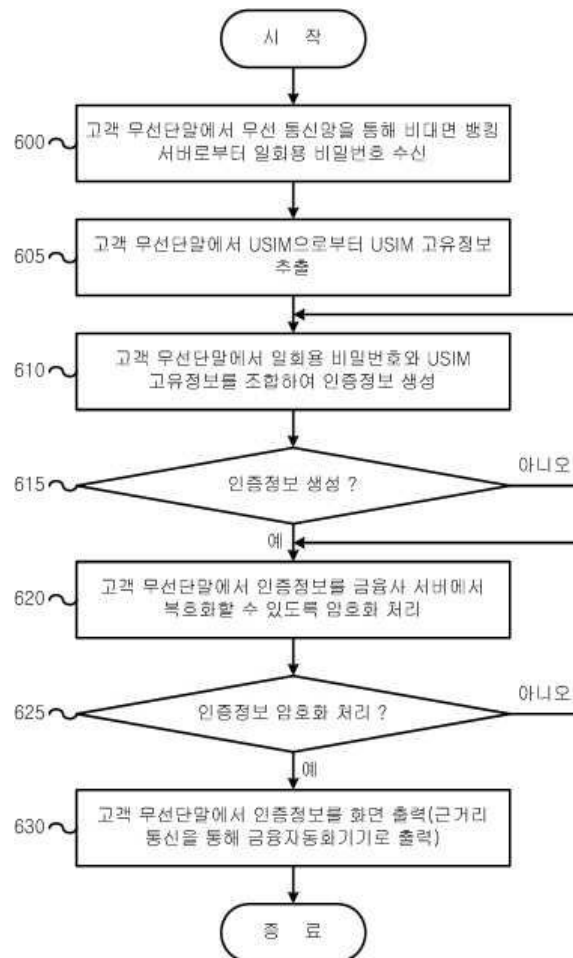 시 작
600
고객 무선단말에서 무선 통신망을 통해 비대면 뱅킹
서버로부터 일회용 비밀번호 수신
605
고객 무선단말에서 USIM으로부터 USIM 고유정보
추출
610
고객 무선단말에서 일회용 비밀번호와 USIM
고유정보를 조합하여 인증정보 생성
615
인증정보 생성 ?
아니오
예
620
고객 무선단말에서 인증정보를 금융사 서버에서
복호화할 수 있도록 암호화 처리
625
인증정보 암호화 처리 ?
아니오
예
630
고객 무선단말에서 인증정보를 화면 출력(근거리
통신을 통해 금융자동화기기로 출력)
종 료